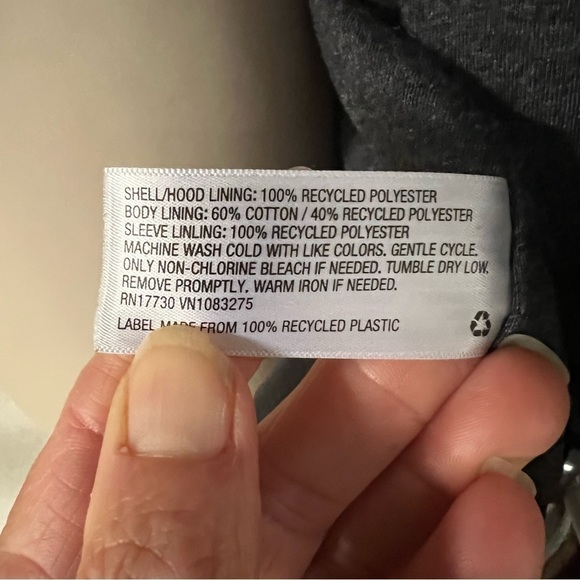 SHELL/HOOD LINING: 100% RECYCLED POLYESTER
BODY LINING: 60% COTTON / 40% RECYCLED POLYESTER
SLEEVE LINLING: 100% RECYCLED POLYESTER
MACHINE WASH COLD WITH LIKE COLORS. GENTLE CYCLE.
ONLY NON-CHLORINE BLEACH IF NEEDED. TUMBLE DRY LOW.
REMOVE PROMPTLY. WARM IRON IF NEEDED.
RN17730 VN1083275
LABEL MADE FROM 100% RECYCLED PLASTIC